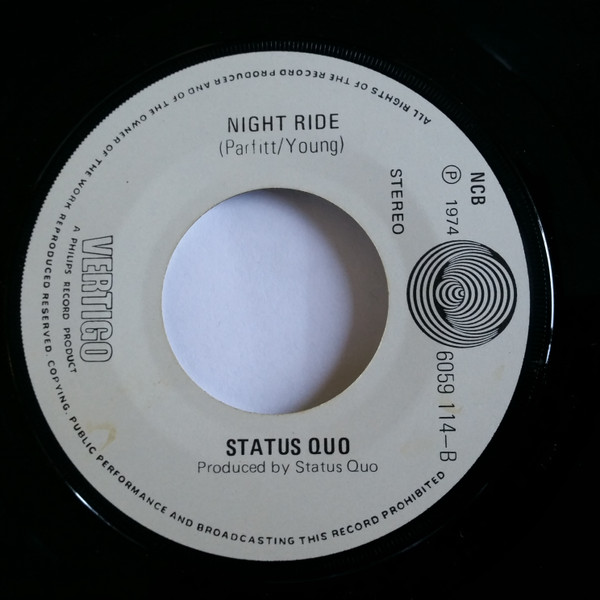 ALL RIGHTS OF THE RECORD PRODUCER AND OF THE OWNER OF THE WORK REPRODUCED RESERVED. COPYING, PUBLIC PERFORMANCE AND BROADCASTING THIS RECORD PROHIBITED
NIGHT RIDE
(Parfitt/Young)
NCB
Ⓟ 1974
STEREO
VERTIGO
A PHILIPS RECORD PRODUCT
6059 114-B
STATUS QUO
Produced by Status Quo